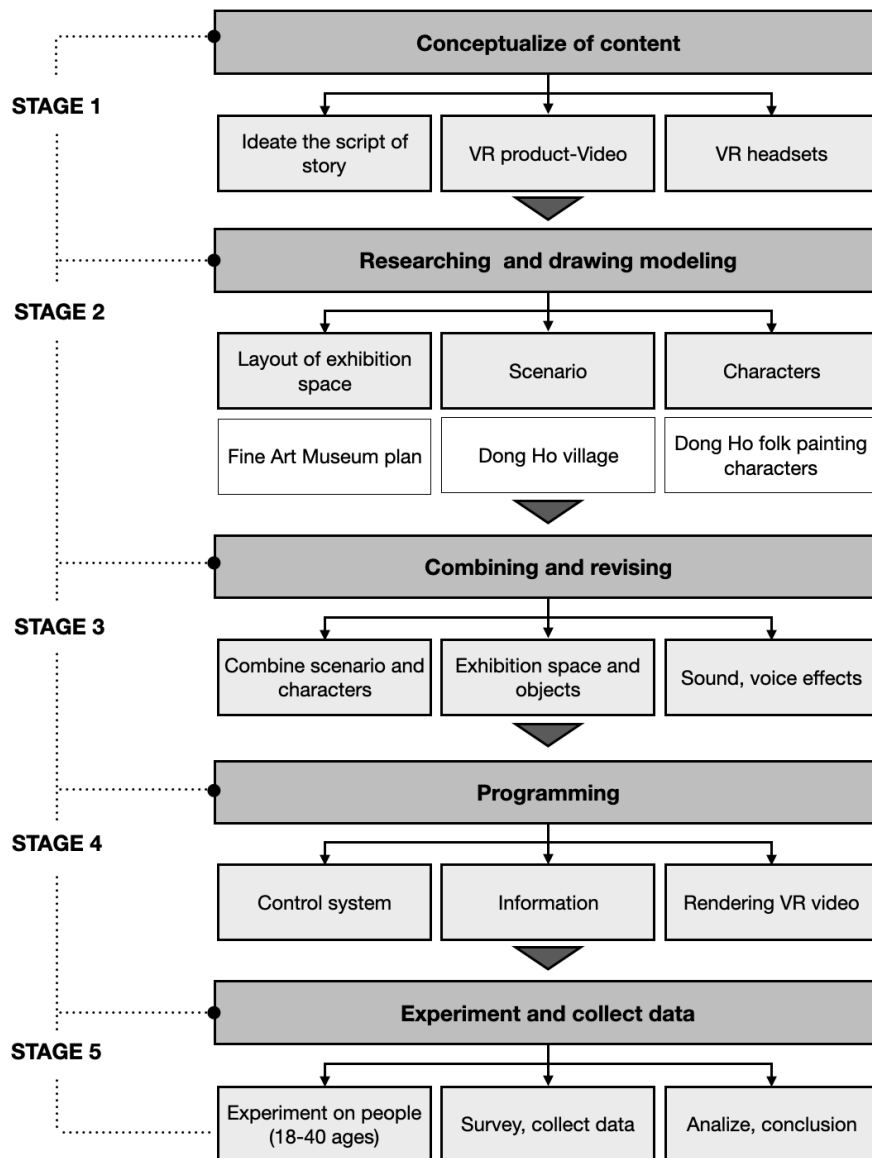 Conceptualize of content
STAGE 1
Ideate the script of
story
VR product-Video
VR headsets
Researching and drawing modeling
STAGE 2
Layout of exhibition
space
Scenario
Characters
Fine Art Museum plan
Dong Ho village
Dong Ho folk painting
characters
Combining and revising
STAGE 3
Combine scenario and
characters
Exhibition space and
objects
Sound, voice effects
Programming
STAGE 4
Control system
Information
Rendering VR video
Experiment and collect data
STAGE 5
Experiment on people
(18-40 ages)
Survey, collect data
Analize, conclusion